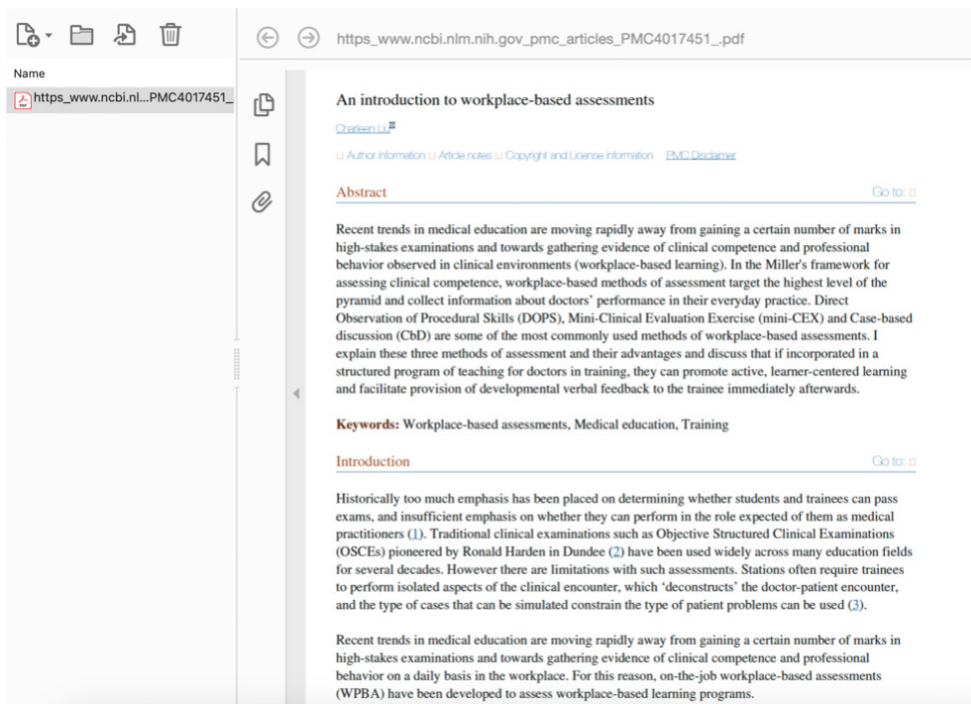 https_www.ncbi.nlm.nih.gov_pmc_articles_PMC4017451_.pdf
Name
https_www.ncbi.nl...PMC4017451_
An introduction to workplace-based assessments
Charleen Liu
Author information Article notes Copyright and License information PMC Disclaimer
Abstract Go to:
Recent trends in medical education are moving rapidly away from gaining a certain number of marks in
high-stakes examinations and towards gathering evidence of clinical competence and professional
behavior observed in clinical environments (workplace-based learning). In the Miller's framework for
assessing clinical competence, workplace-based methods of assessment target the highest level of the
pyramid and collect information about doctors' performance in their everyday practice. Direct
Observation of Procedural Skills (DOPS), Mini-Clinical Evaluation Exercise (mini-CEX) and Case-based
discussion (CbD) are some of the most commonly used methods of workplace-based assessments. I
explain these three methods of assessment and their advantages and discuss that if incorporated in a
structured program of teaching for doctors in training, they can promote active, learner-centered learning
and facilitate provision of developmental verbal feedback to the trainee immediately afterwards.
Keywords: Workplace-based assessments, Medical education, Training
Introduction Go to:
Historically too much emphasis has been placed on determining whether students and trainees can pass
exams, and insufficient emphasis on whether they can perform in the role expected of them as medical
practitioners (1). Traditional clinical examinations such as Objective Structured Clinical Examinations
(OSCEs) pioneered by Ronald Harden in Dundee (2) have been used widely across many education fields
for several decades. However there are limitations with such assessments. Stations often require trainees
to perform isolated aspects of the clinical encounter, which ‘deconstructs’ the doctor-patient encounter,
and the type of cases that can be simulated constrain the type of patient problems can be used (3).
Recent trends in medical education are moving rapidly away from gaining a certain number of marks in
high-stakes examinations and towards gathering evidence of clinical competence and professional
behavior on a daily basis in the workplace. For this reason, on-the-job workplace-based assessments
(WPBA) have been developed to assess workplace-based learning programs.